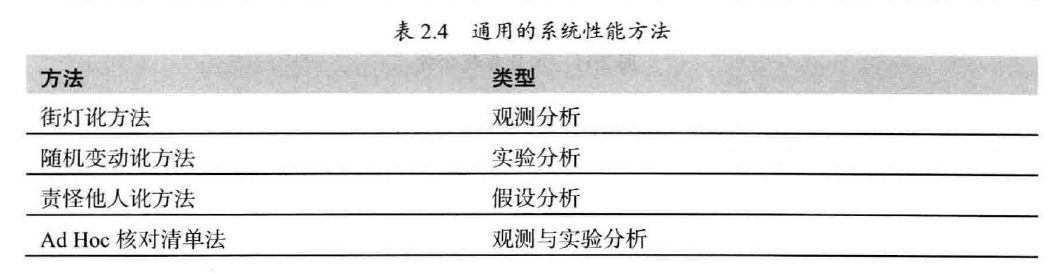 表 2.4 通用的系统性能方法
方法 类型
街灯讹方法 观测分析
随机变动讹方法 实验分析
责怪他人讹方法 假设分析
Ad Hoc 核对清单法 观测与实验分析